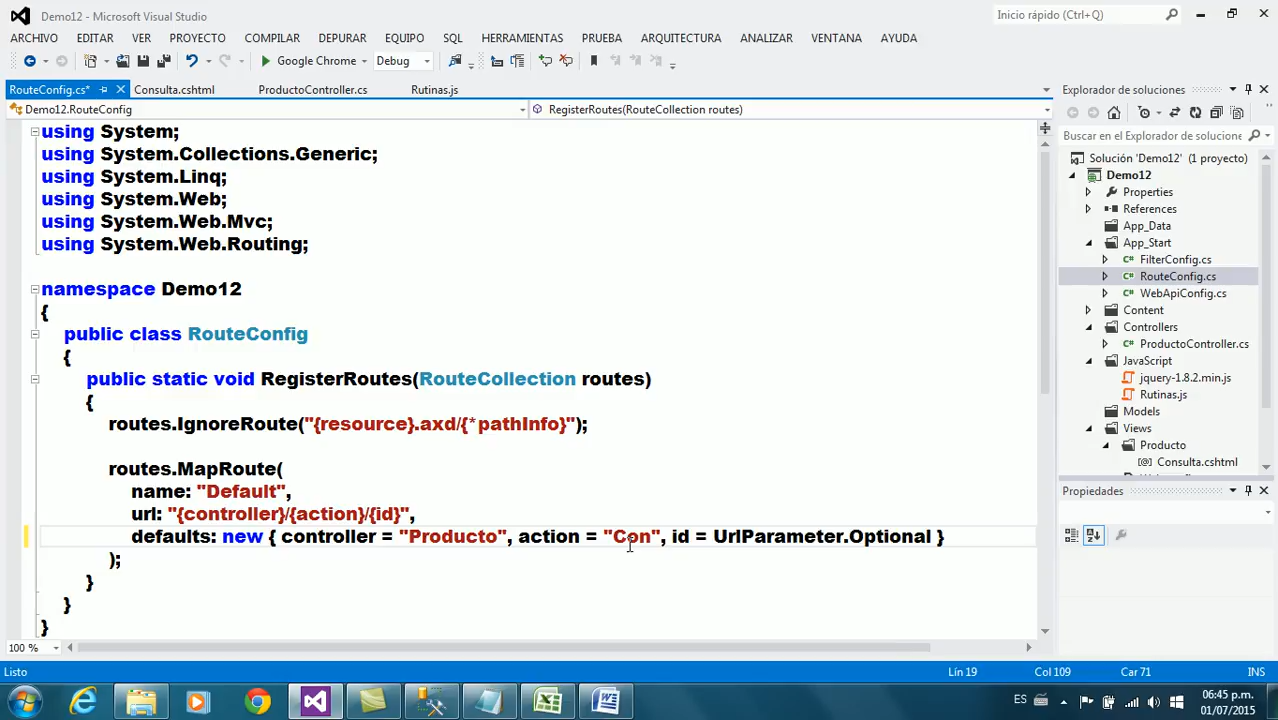 Demo12 - Microsoft Visual Studio
Inicio rápido (Ctrl+Q)
ARCHIVO EDITAR VER PROYECTO COMPILAR DEPURAR EQUIPO SQL HERRAMIENTAS PRUEBA ARQUITECTURA ANALIZAR VENTANA AYUDA
Google Chrome Debug
RouteConfig.cs* Consulta.cshtml ProductoController.cs Rutinas.js
Demo12.RouteConfig RegisterRoutes(RouteCollection routes)
using System;
using System.Collections.Generic;
using System.Linq;
using System.Web;
using System.Web.Mvc;
using System.Web.Routing;
namespace Demo12
{
public class RouteConfig
{
public static void RegisterRoutes(RouteCollection routes)
{
routes.IgnoreRoute("{resource}.axd/{*pathInfo}");
routes.MapRoute(
name: "Default",
url: "{controller}/{action}/{id}",
defaults: new { controller = "Producto", action = "Con", id = UrlParameter.Optional }
);
}
}
}
100 %
Explorador de soluciones
Buscar en el Explorador de solucione
Solución 'Demo12' (1 proyecto)
Demo12
Properties
References
App_Data
App_Start
FilterConfig.cs
RouteConfig.cs
WebApiConfig.cs
Content
Controllers
ProductoController.cs
JavaScript
jquery-1.8.2.min.js
Rutinas.js
Models
Views
Producto
Consulta.cshtml
Propiedades
Listo Lín 19 Col 109 Car 71 INS
ES 06:45 p.m.
01/07/2015